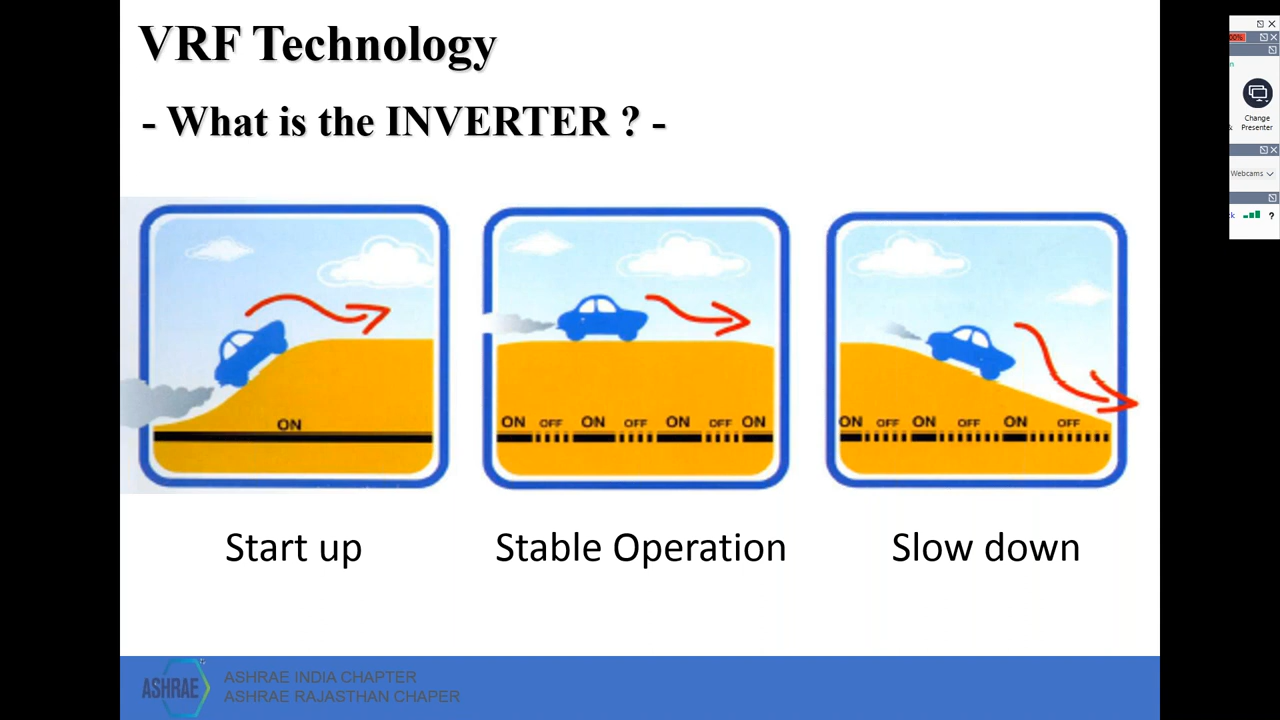 VRF Technology
- What is the INVERTER ? -
ON
ON OFF ON OFF ON OFF ON
ON OFF ON OFF ON OFF
Start up
Stable Operation
Slow down
ASHRAE
ASHRAE INDIA CHAPTER
ASHRAE RAJASTHAN CHAPER
00%
n
Change
& Presenter
Webcams
k
?